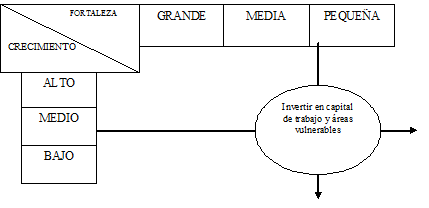 FORTALEZA
GRANDE
MEDIA
PEQUEÑA
CRECIMIENTO
ALTO
MEDIO
BAJO
Invertir en capital
de trabajo y áreas
vulnerables